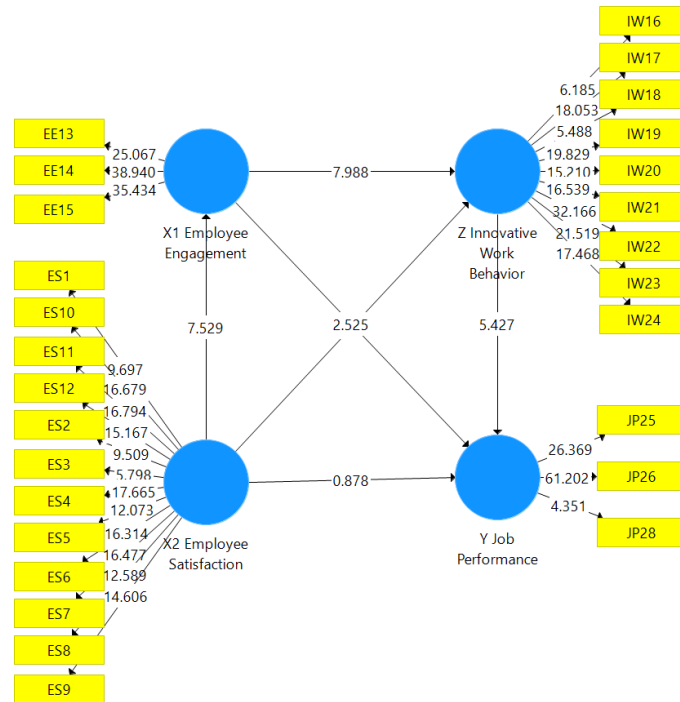 IW16
IW17
IW18
IW19
IW20
IW21
IW22
IW23
IW24
6.185
18.053
5.488
19.829
15.210
16.539
32.166
21.519
17.468
EE13
EE14
EE15
25.067
38.940
35.434
X1 Employee
Engagement
7.988
Z Innovative
Work
Behavior
7.529
2.525
5.427
ES1
ES10
ES11
ES12
ES2
ES3
ES4
ES5
ES6
ES7
ES8
ES9
9.697
16.679
16.794
15.167
9.509
5.798
17.665
12.073
16.314
16.477
12.589
14.606
X2 Employee
Satisfaction
0.878
Y Job
Performance
26.369
61.202
4.351
JP25
JP26
JP28